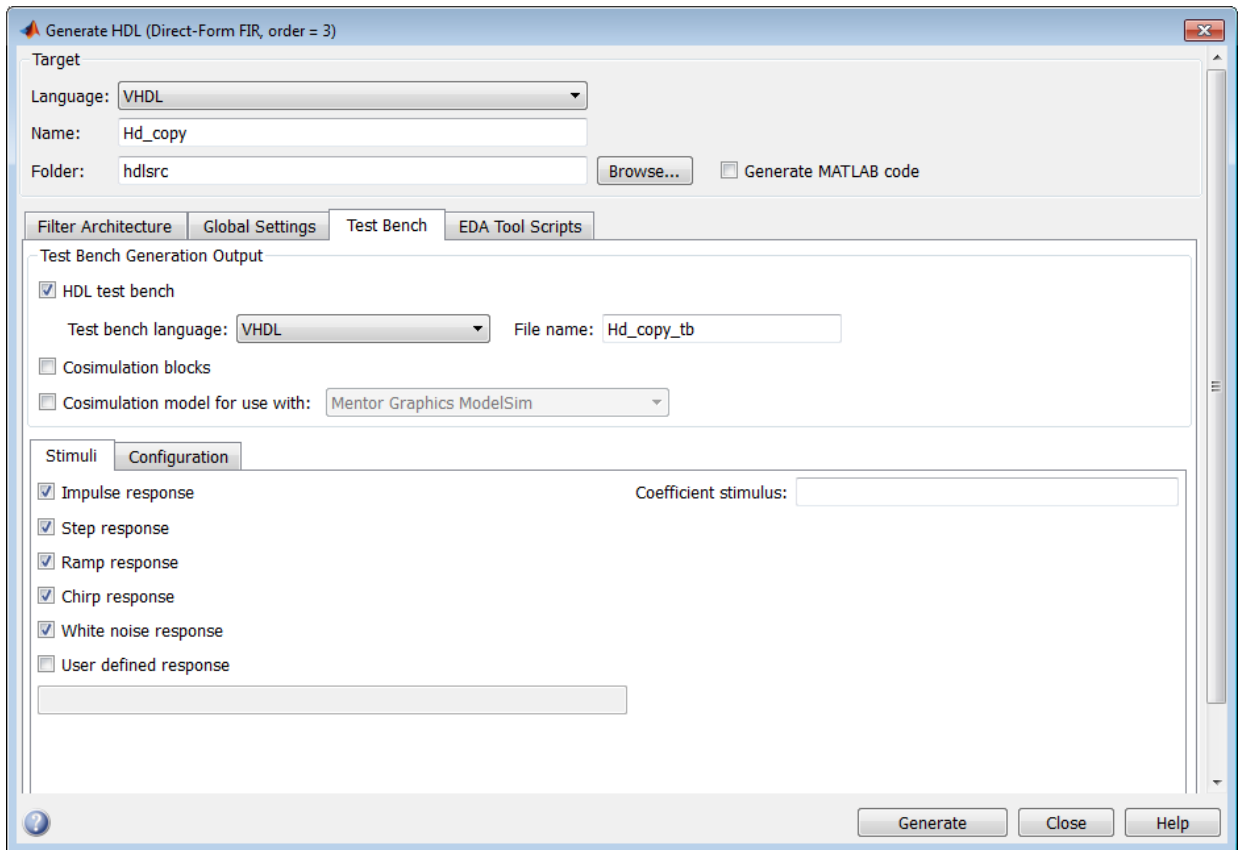 Generate HDL (Direct-Form FIR, order = 3)
Target
Language: VHDL
Name: Hd_copy
Folder: hdlsrc Browse... Generate MATLAB code
Filter Architecture Global Settings Test Bench EDA Tool Scripts
Test Bench Generation Output
HDL test bench
Test bench language: VHDL File name: Hd_copy_tb
Cosimulation blocks
Cosimulation model for use with: Mentor Graphics ModelSim
Stimuli Configuration
Impulse response Coefficient stimulus:
Step response
Ramp response
Chirp response
White noise response
User defined response
? Generate Close Help